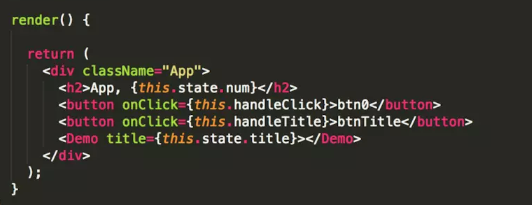 render() {
return (
<div className="App">
<h2>App, {this.state.num}</h2>
<button onClick={this.handleClick}>btn0</button>
<button onClick={this.handleTitle}>btnTitle</button>
<Demo title={this.state.title}></Demo>
</div>
);
}